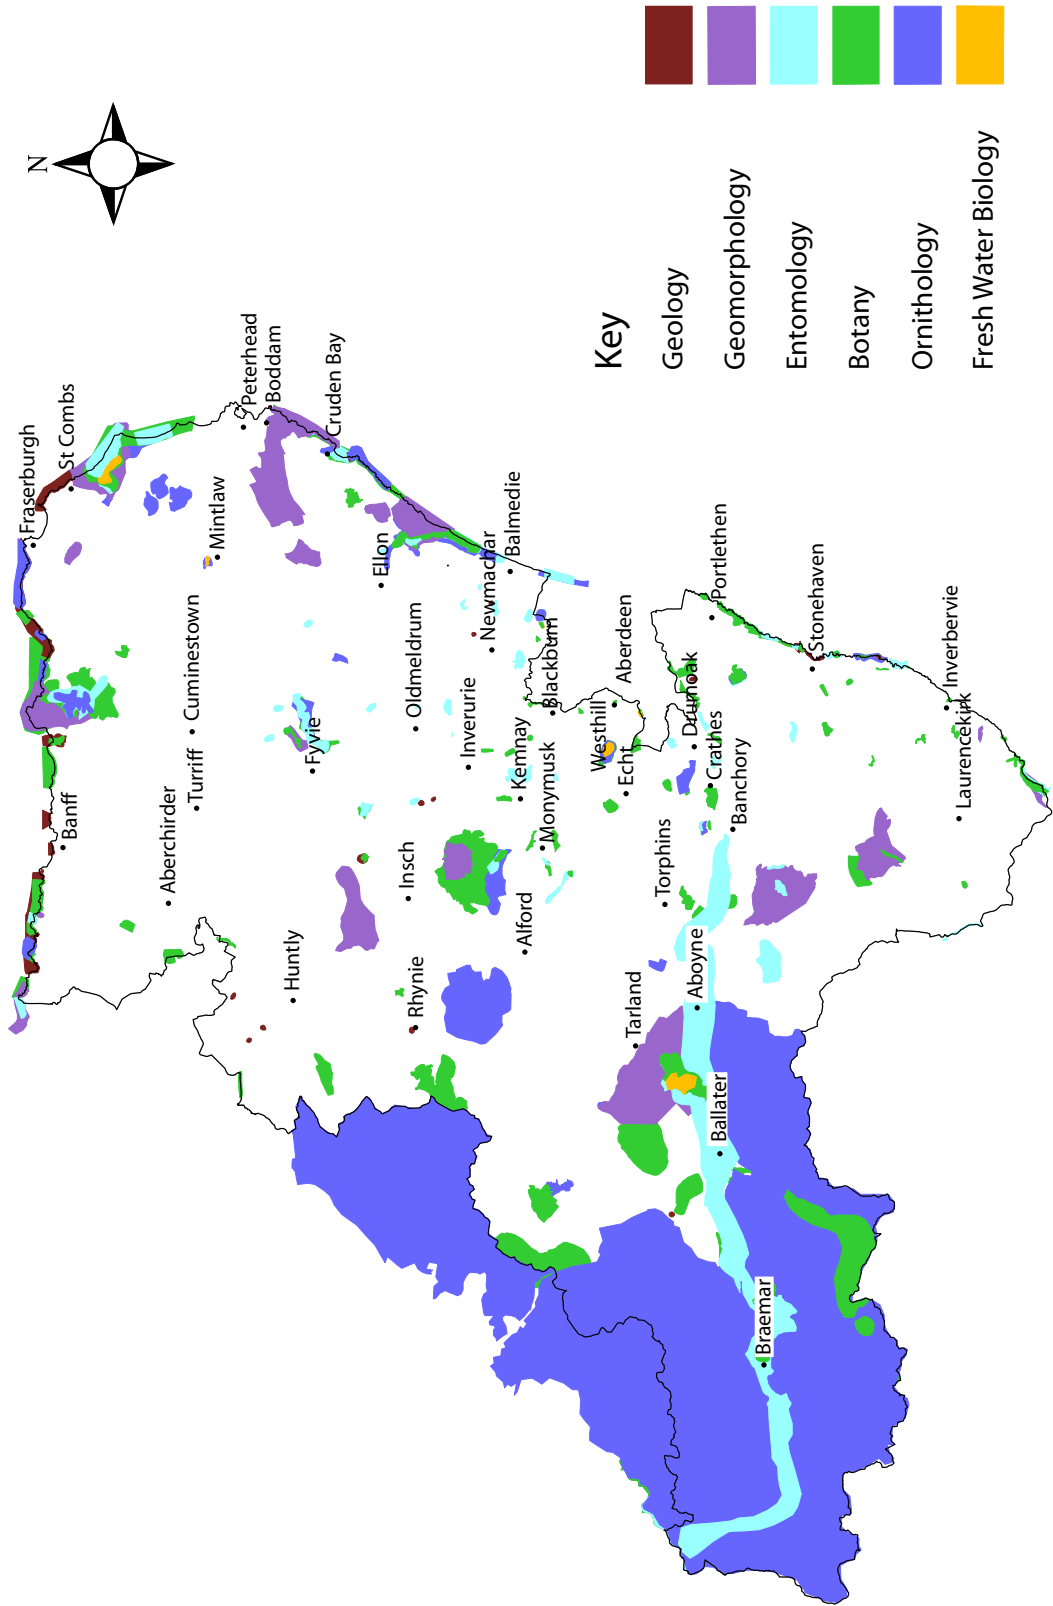 N
Fraserburgh
St Combs
Peterhead
Boddam
Cruden Bay
Mintlaw
Banff
Cuminestown
Turriff
Aberchirder
Fyvie
Ellon
Oldmeldrum
Newmachar
Balmedie
Inverurie
Insch
Huntly
Rhynie
Kemnay
Blackburn
Monymusk
Alford
Aberdeen
Westhill
Echt
Portlethen
Drumoak
Crathes
Banchory
Torphins
Aboyne
Tarland
Ballater
Braemar
Stonehaven
Inverbervie
Laurencekirk
Key
Geology
Geomorphology
Entomology
Botany
Ornithology
Fresh Water Biology